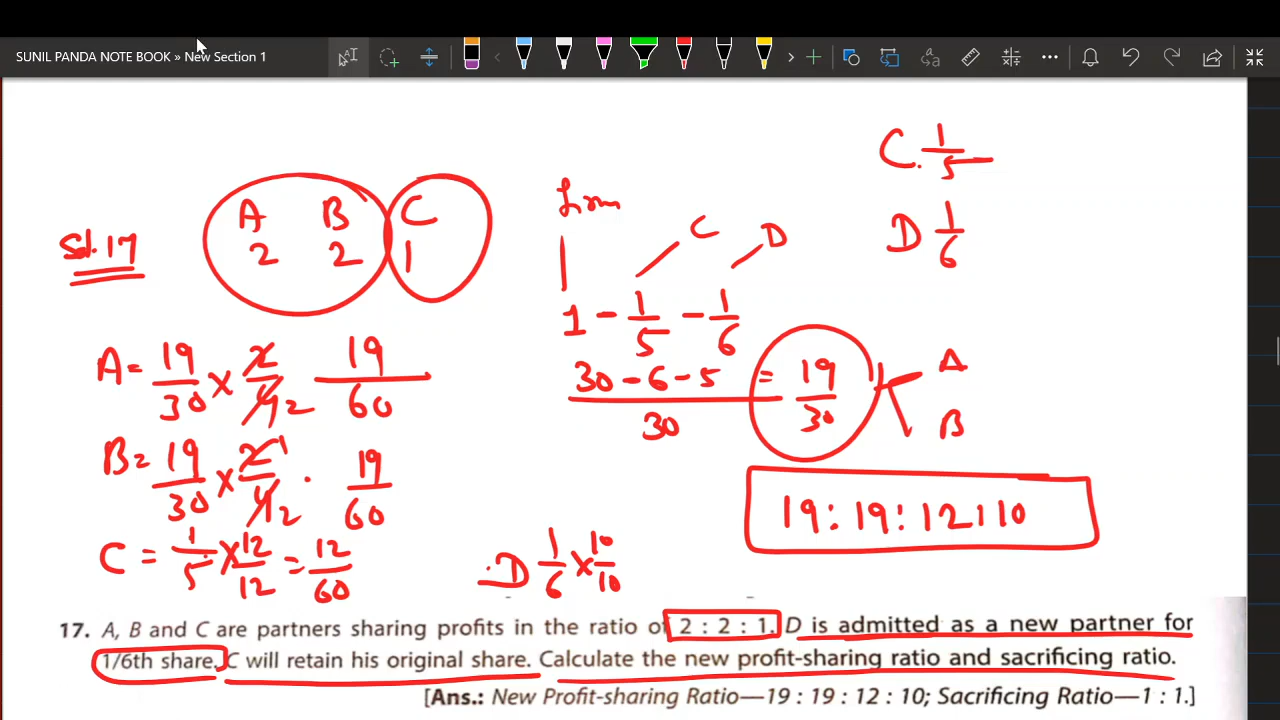 SUNIL PANDA NOTE BOOK » New Section 1
C. 1/5
D 1/6
Sol. 17
A B C
2 2 1
C D
1 - 1/5 - 1/6
30 - 6 - 5 / 30 = 19/30
A
B
A = 19/30 × 2/4 2 19/60
B = 19/30 × 2/4 1 2 · 19/60
C = 1/5 × 12/12 = 12/60
D 1/6 × 10/10
19 : 19 : 12 : 10
17. A, B and C are partners sharing profits in the ratio of 2 : 2 : 1. D is admitted as a new partner for
1/6th share. C will retain his original share. Calculate the new profit-sharing ratio and sacrificing ratio.
[Ans.: New Profit-sharing Ratio—19 : 19 : 12 : 10; Sacrificing Ratio—1 : 1.]